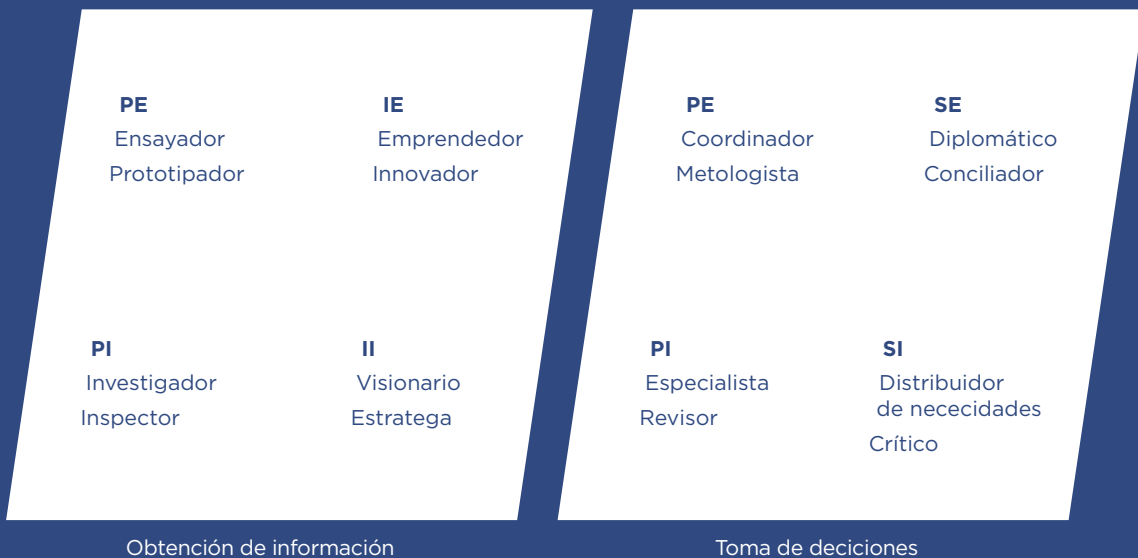 PE
Ensayador
Prototipador
IE
Emprendedor
Innovador
PI
Investigador
Inspector
II
Visionario
Estratega
Obtención de información
PE
Coordinador
Metologista
SE
Diplomático
Conciliador
PI
Especialista
Revisor
SI
Distribuidor
de nececidades
Crítico
Toma de deciciones